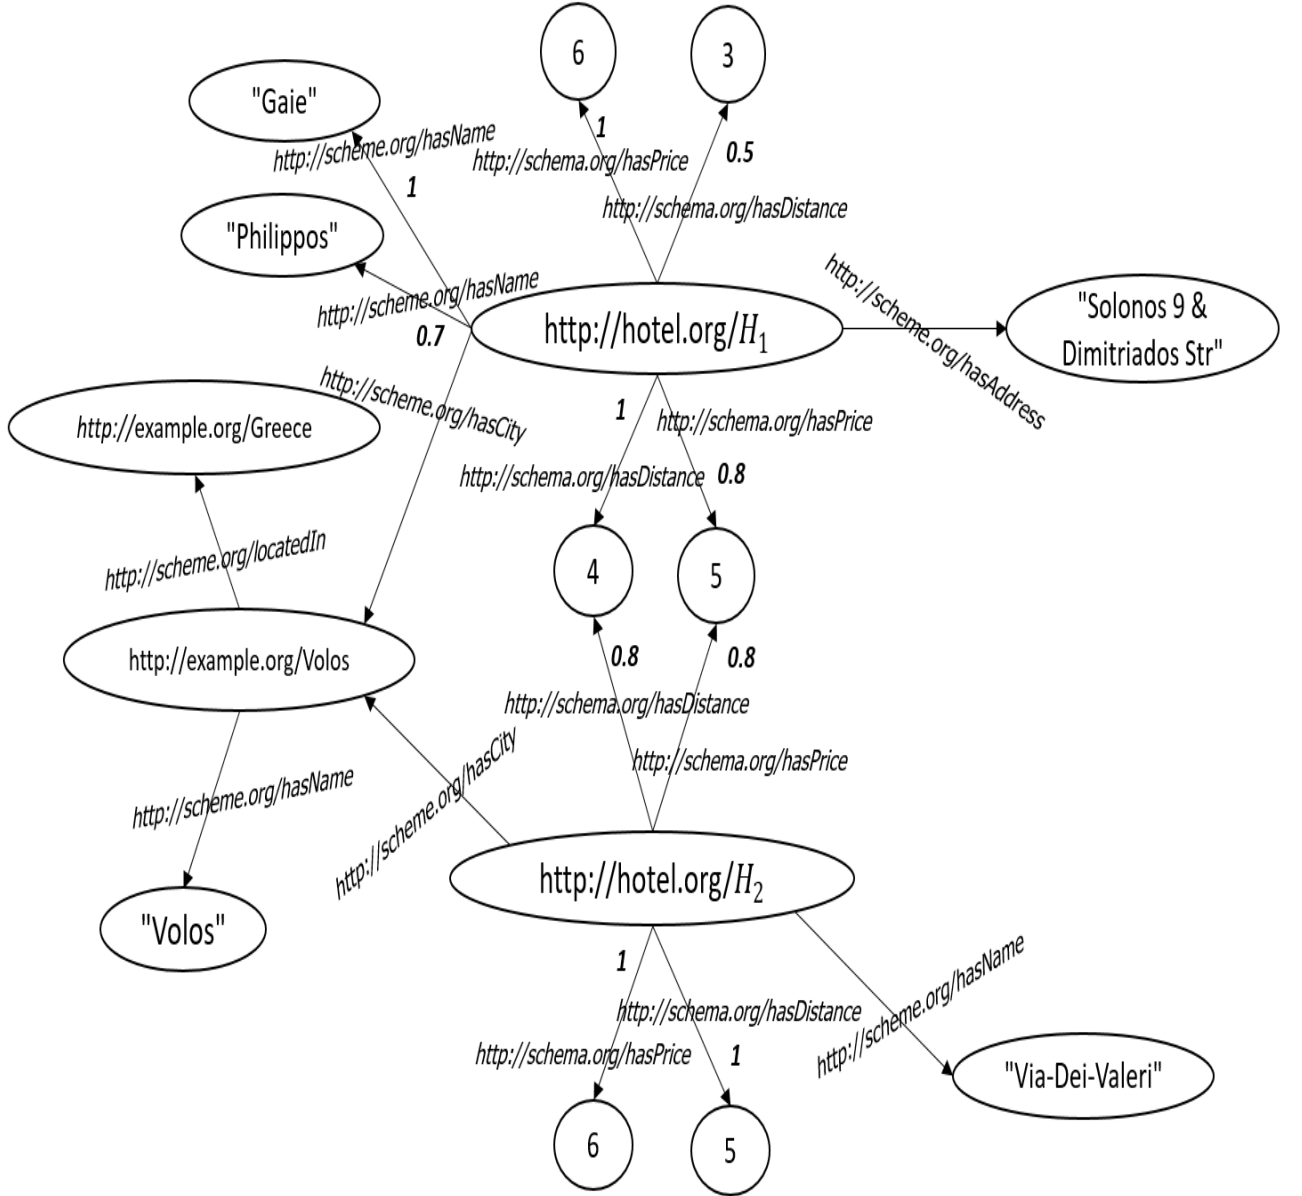 6
3
"Gaie"
http://scheme.org/hasName
1
1
http://schema.org/hasPrice
0.5
http://schema.org/hasDistance
"Philippos"
http://scheme.org/hasName
0.7
http://hotel.org/H1
http://scheme.org/hasAddress
"Solonos 9 &
Dimitriados Str"
http://scheme.org/hasCity
http://example.org/Greece
1
http://schema.org/hasPrice
http://schema.org/hasDistance
0.8
http://scheme.org/locatedIn
4
5
http://example.org/Volos
0.8
0.8
http://schema.org/hasDistance
http://scheme.org/hasCity
http://schema.org/hasPrice
http://scheme.org/hasName
http://hotel.org/H2
"Volos"
1
http://schema.org/hasDistance
http://scheme.org/hasName
http://schema.org/hasPrice
1
"Via-Dei-Valeri"
6
5